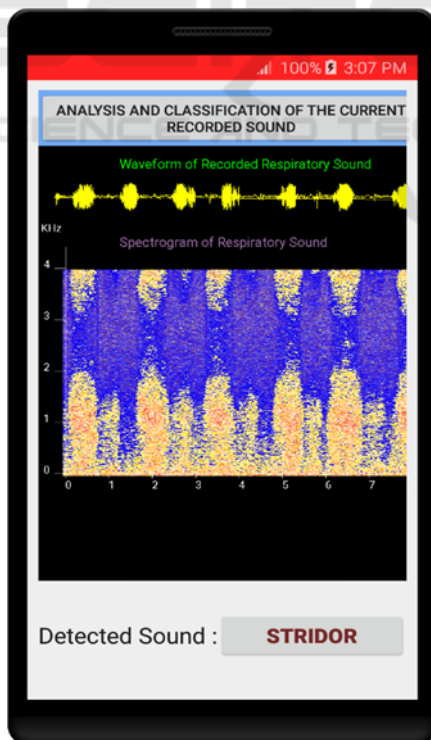 100% 3:07 PM
ANALYSIS AND CLASSIFICATION OF THE CURRENT
RECORDED SOUND
Waveform of Recorded Respiratory Sound
KHz
Spectrogram of Respiratory Sound
4
3
2
1
0
0 1 2 3 4 5 6 7
Detected Sound : STRIDOR